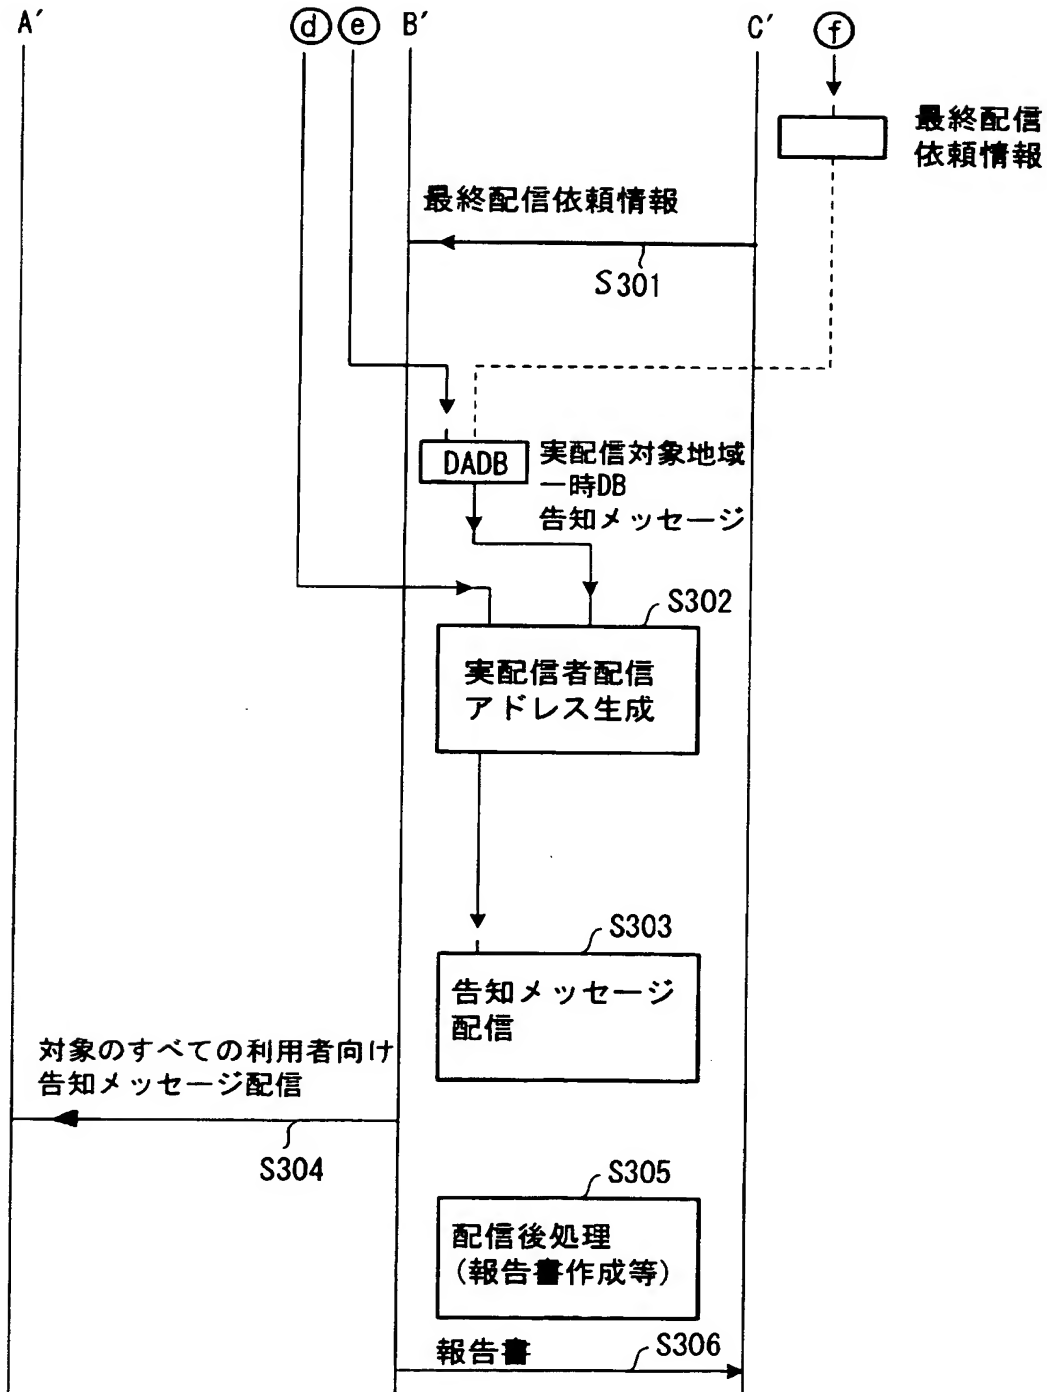 A′
ⓓ
ⓔ
B′
C′
ⓕ
最終配信
依頼情報
最終配信依頼情報
S301
DADB
実配信対象地域
一時DB
告知メッセージ
S302
実配信者配信
アドレス生成
S303
告知メッセージ
配信
対象のすべての利用者向け
告知メッセージ配信
S304
S305
配信後処理
(報告書作成等)
報告書
S306